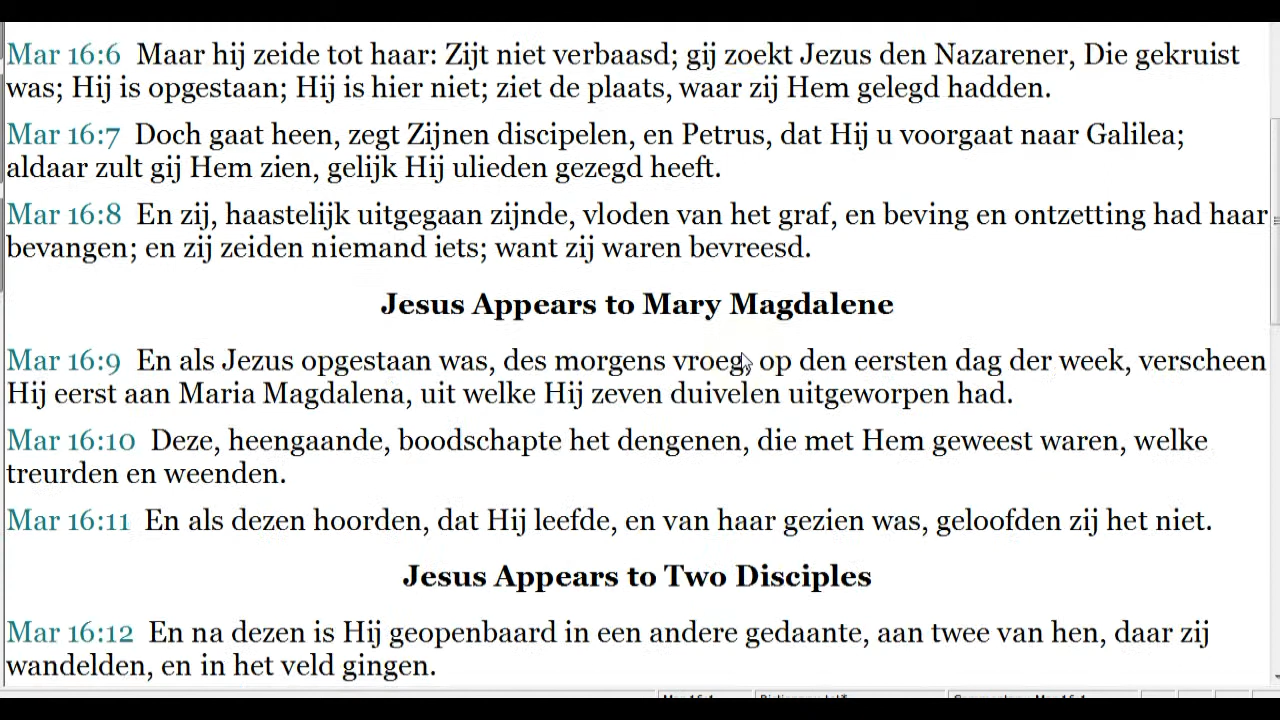 Mar 16:6 Maar hij zeide tot haar: Zijt niet verbaasd; gij zoekt Jezus den Nazarener, Die gekruist
was; Hij is opgestaan; Hij is hier niet; ziet de plaats, waar zij Hem gelegd hadden.
Mar 16:7 Doch gaat heen, zegt Zijnen discipelen, en Petrus, dat Hij u voorgaat naar Galilea;
aldaar zult gij Hem zien, gelijk Hij ulieden gezegd heeft.
Mar 16:8 En zij, haastelijk uitgegaan zijnde, vloden van het graf, en beving en ontzetting had haar
bevangen; en zij zeiden niemand iets; want zij waren bevreesd.
Jesus Appears to Mary Magdalene
Mar 16:9 En als Jezus opgestaan was, des morgens vroeg, op den eersten dag der week, verscheen
Hij eerst aan Maria Magdalena, uit welke Hij zeven duivelen uitgeworpen had.
Mar 16:10 Deze, heengaande, boodschapte het dengenen, die met Hem geweest waren, welke
treurden en weenden.
Mar 16:11 En als dezen hoorden, dat Hij leefde, en van haar gezien was, geloofden zij het niet.
Jesus Appears to Two Disciples
Mar 16:12 En na dezen is Hij geopenbaard in een andere gedaante, aan twee van hen, daar zij
wandelden, en in het veld gingen.